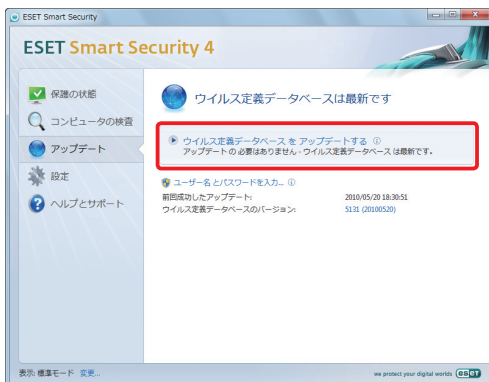 ESET Smart Security
ESET Smart Security 4
保護の状態
コンピュータの検査
アップデート
設定
ヘルプとサポート
ウイルス定義データベースは最新です
ウイルス定義データベース を アップデートする
アップデート の 必要はありません - ウイルス定義データベース は最新です。
ユーザー名 とパスワードを入力...
前回成功したアップデート: 2010/05/20 18:30:51
ウイルス定義データベースのバージョン: 5131 (20100520)
表示: 標準モード 変更...
we protect your digital worlds eset